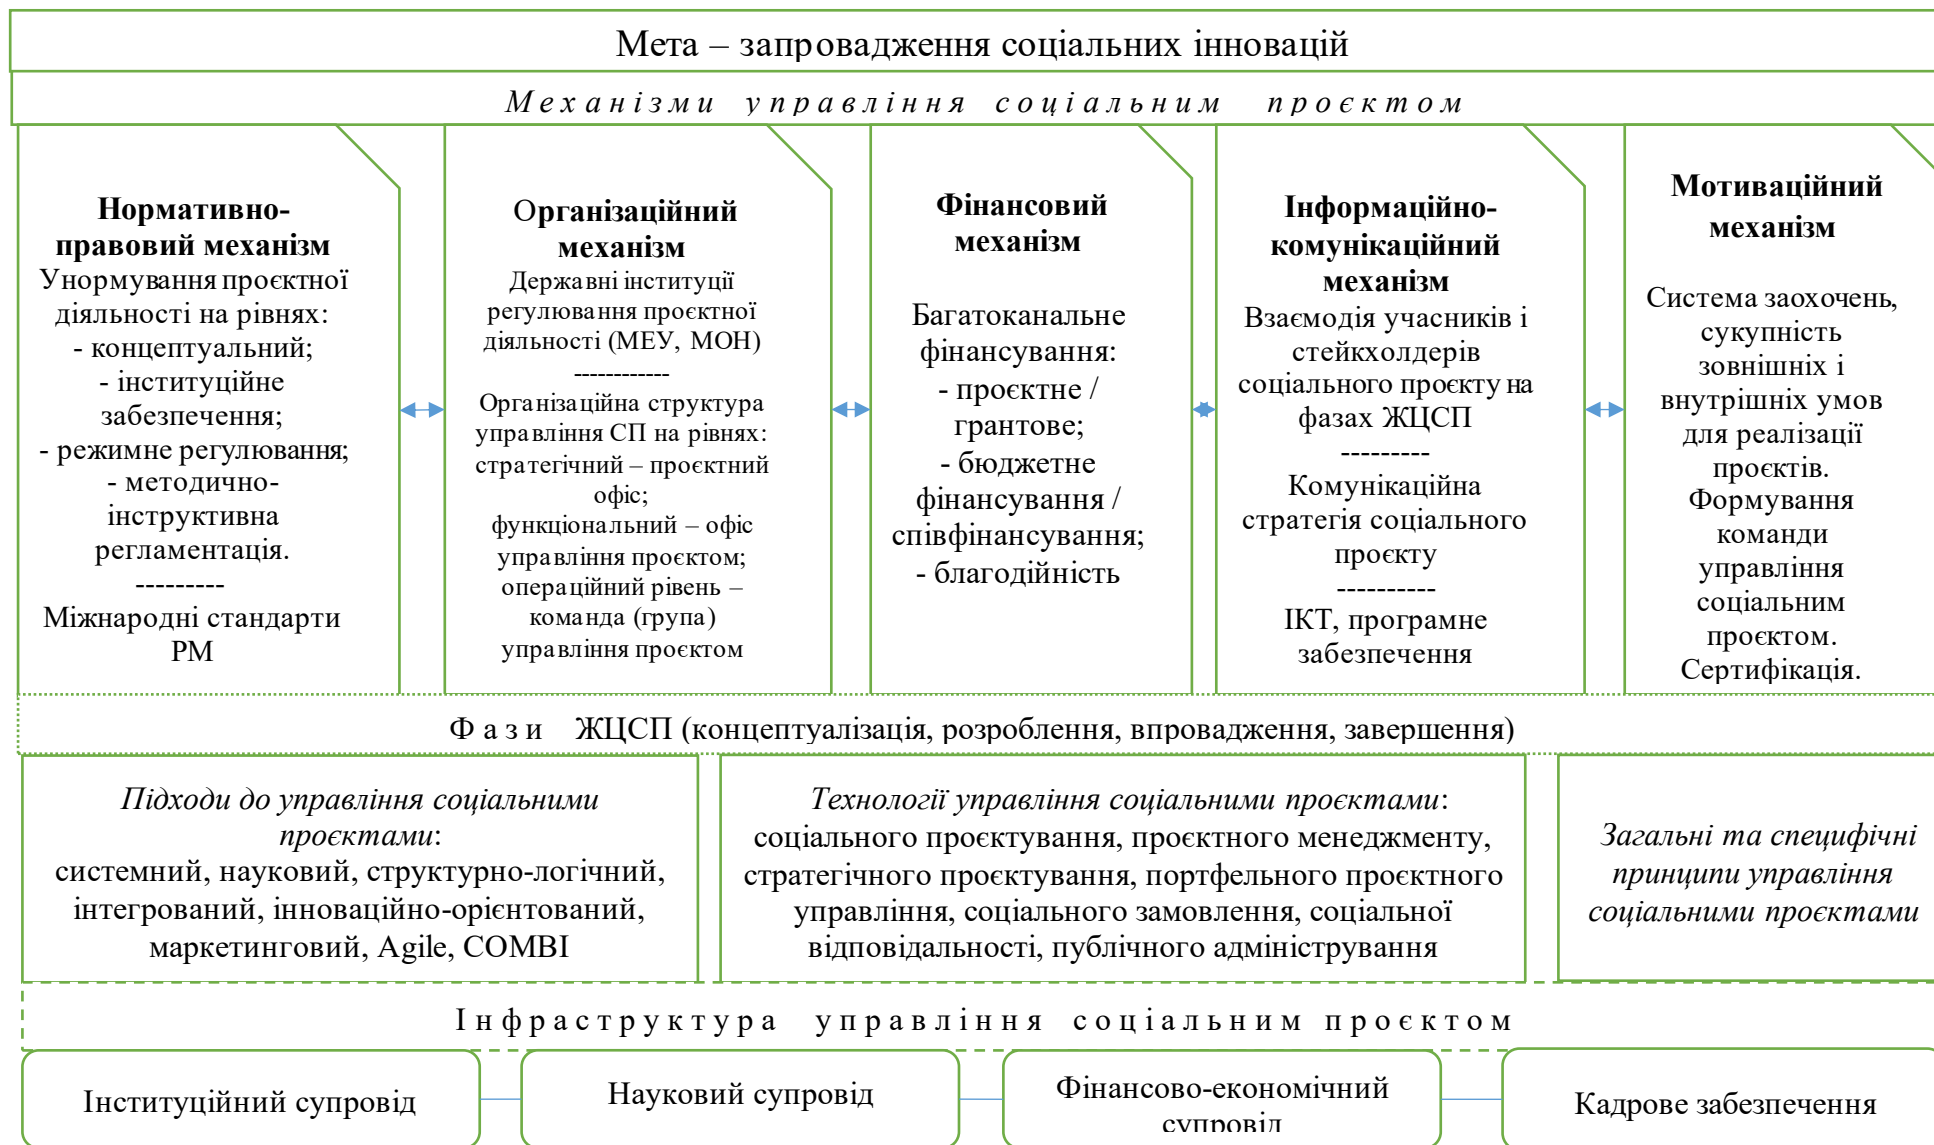 Мета – запровадження соціальних інновацій
Механізми управління соціальним проєктом
Нормативно-
правовий механізм
Унормування проєктної
діяльності на рівнях:
- концептуальний;
- інституційне
забезпечення;
- режимне регулювання;
- методично-
інструктивна
регламентація.
---------
Міжнародні стандарти
РМ
Організаційний
механізм
Державні інституції
регулювання проєктної
діяльності (МЕУ, МОН)
------------
Організаційна структура
управління СП на рівнях:
стратегічний – проєктний
офіс;
функціональний – офіс
управління проєктом;
операційний рівень –
команда (група)
управління проєктом
Фінансовий
механізм
Багатоканальне
фінансування:
- проєктне /
грантове;
- бюджетне
фінансування /
співфінансування;
- благодійність
Інформаційно-
комунікаційний
механізм
Взаємодія учасників і
стейкхолдерів
соціального проєкту на
фазах ЖЦСП
---------
Комунікаційна
стратегія соціального
проєкту
----------
ІКТ, програмне
забезпечення
Мотиваційний
механізм
Система заохочень,
сукупність
зовнішніх і
внутрішніх умов
для реалізації
проєктів.
Формування
команди
управління
соціальним
проєктом.
Сертифікація.
Фази ЖЦСП (концептуалізація, розроблення, впровадження, завершення)
Підходи до управління соціальними
проєктами:
системний, науковий, структурно-логічний,
інтегрований, інноваційно-орієнтований,
маркетинговий, Agile, COMBI
Технології управління соціальними проєктами:
соціального проєктування, проєктного менеджменту,
стратегічного проєктування, портфельного проєктного
управління, соціального замовлення, соціальної
відповідальності, публічного адміністрування
Загальні та специфічні
принципи управління
соціальними проєктами
Інфраструктура управління соціальним проєктом
Інституційний супровід
Науковий супровід
Фінансово-економічний
супровід
Кадрове забезпечення